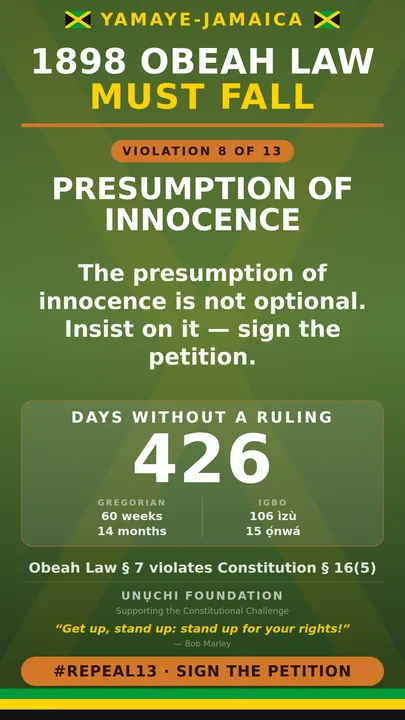 YAMAYE-JAMAICA
1898 OBEAH LAW
MUST FALL
VIOLATION 8 OF 13
PRESUMPTION OF
INNOCENCE
The presumption of
innocence is not optional.
Insist on it — sign the
petition.
DAYS WITHOUT A RULING
426
GREGORIAN
60 weeks
14 months
IGBO
106 ìzù
15 ọ́nwá
Obeah Law § 7 violates Constitution § 16(5)
UNỤCHI FOUNDATION
Supporting the Constitutional Challenge
“Get up, stand up: stand up for your rights!”
— Bob Marley
#REPEAL13 · SIGN THE PETITION